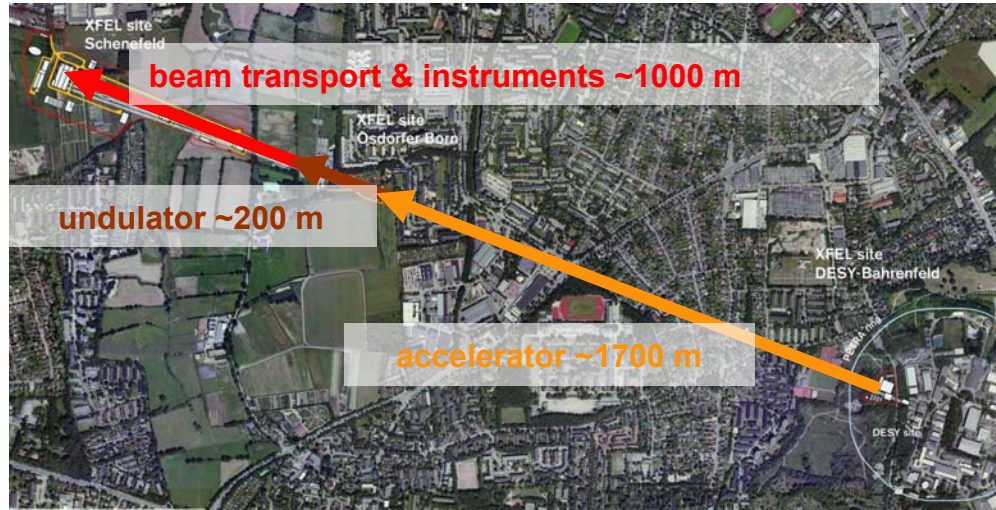 XFEL site
Schenefeld
beam transport & instruments ~1000 m
XFEL site
Osdorfer Born
undulator ~200 m
XFEL site
DESY-Bahrenfeld
PETRA ring
accelerator ~1700 m
DESY site